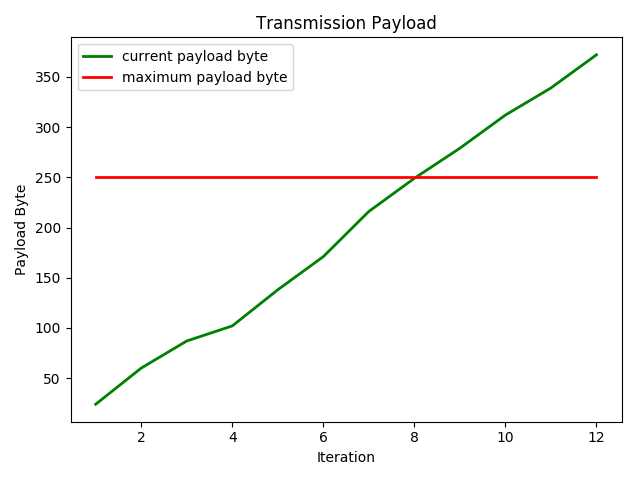 Transmission Payload
current payload byte
maximum payload byte
350
300
250
200
150
100
50
Payload Byte
2 4 6 8 10 12
Iteration